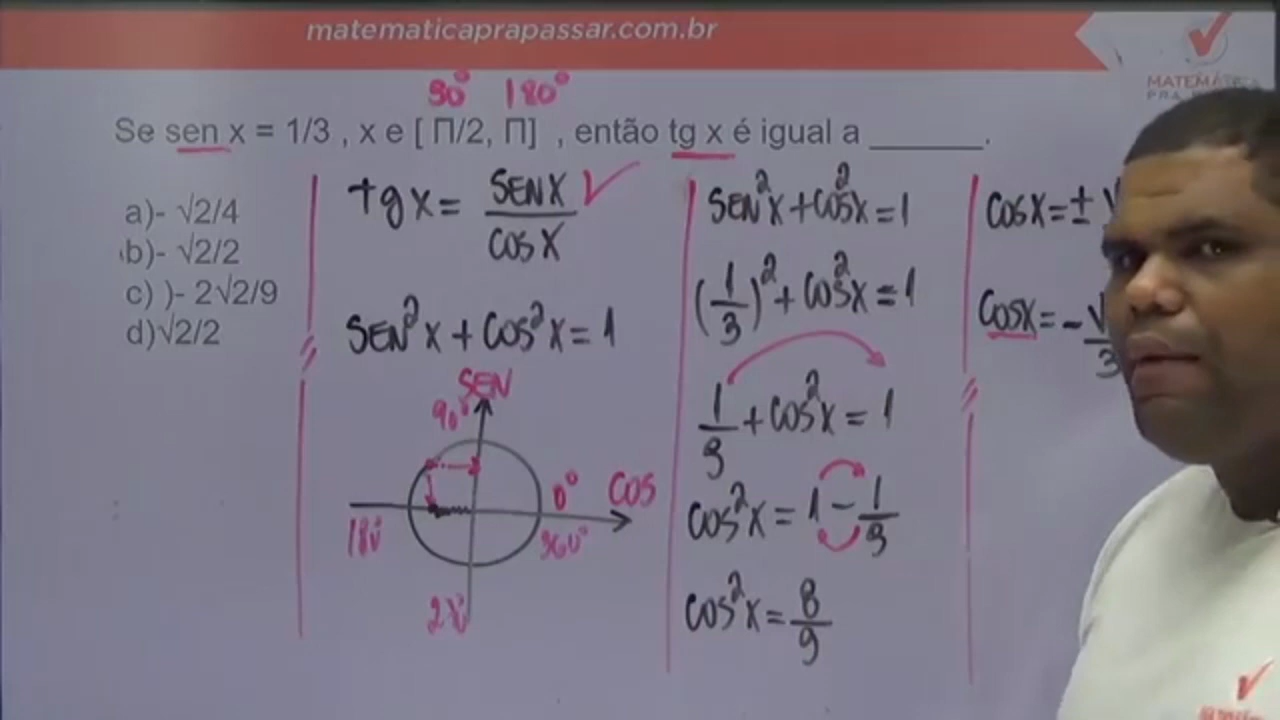 matematicaprapassar.com.br
MATEMÁ
90° 180°
Se sen x = 1/3 , x e [ Π/2, Π] , então tg x é igual a ______.
a)- √2/4
b)- √2/2
c) )- 2√2/9
d)√2/2
tg x = SEN X / COS X ✓
SEN²x + COS²x = 1
SEN
90°
0° COS
180
360°
SEN²x + COS²x = 1
(1/3)² + COS²x = 1
1/9 + COS²x = 1
COS²x = 1 - 1/9
COS²x = 8/9
COS X = ± √
COS X = - √ / 3